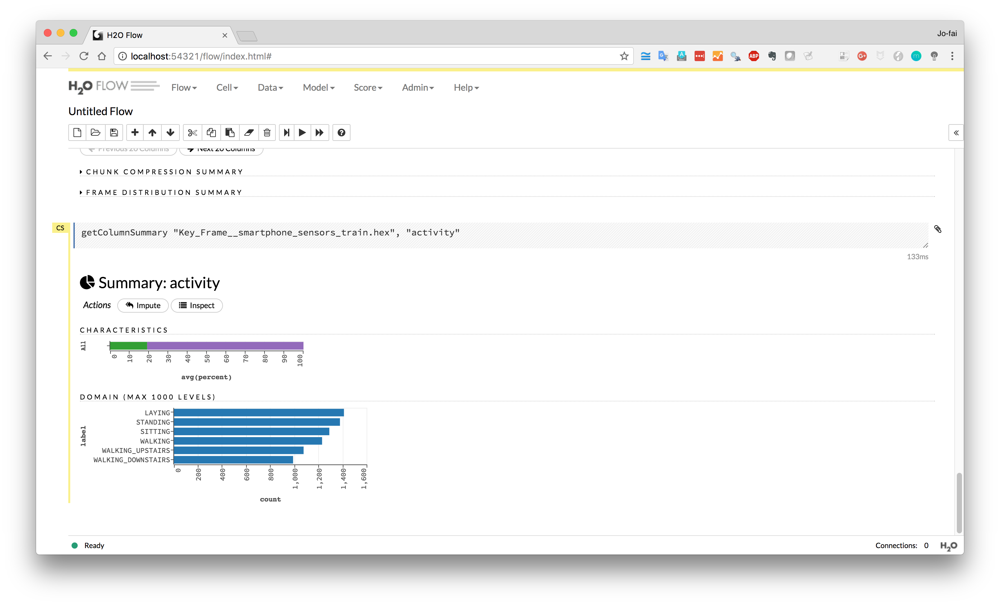 H2O Flow
Jo-fai
localhost:54321/flow/index.html#
ABP
G+
m
H2O FLOW
Flow Cell Data Model Score Admin Help
Untitled Flow
Previous 20 Columns Next 20 Columns
CHUNK COMPRESSION SUMMARY
FRAME DISTRIBUTION SUMMARY
CS
getColumnSummary "Key_Frame__smartphone_sensors_train.hex", "activity"
133ms
Summary: activity
Actions Impute Inspect
CHARACTERISTICS
All
0 10 20 30 40 50 60 70 80 90 100
avg(percent)
DOMAIN (MAX 1000 LEVELS)
label
LAYING
STANDING
SITTING
WALKING
WALKING_UPSTAIRS
WALKING_DOWNSTAIRS
0 200 400 600 800 1,000 1,200 1,400 1,600
count
Ready
Connections: 0 H2O